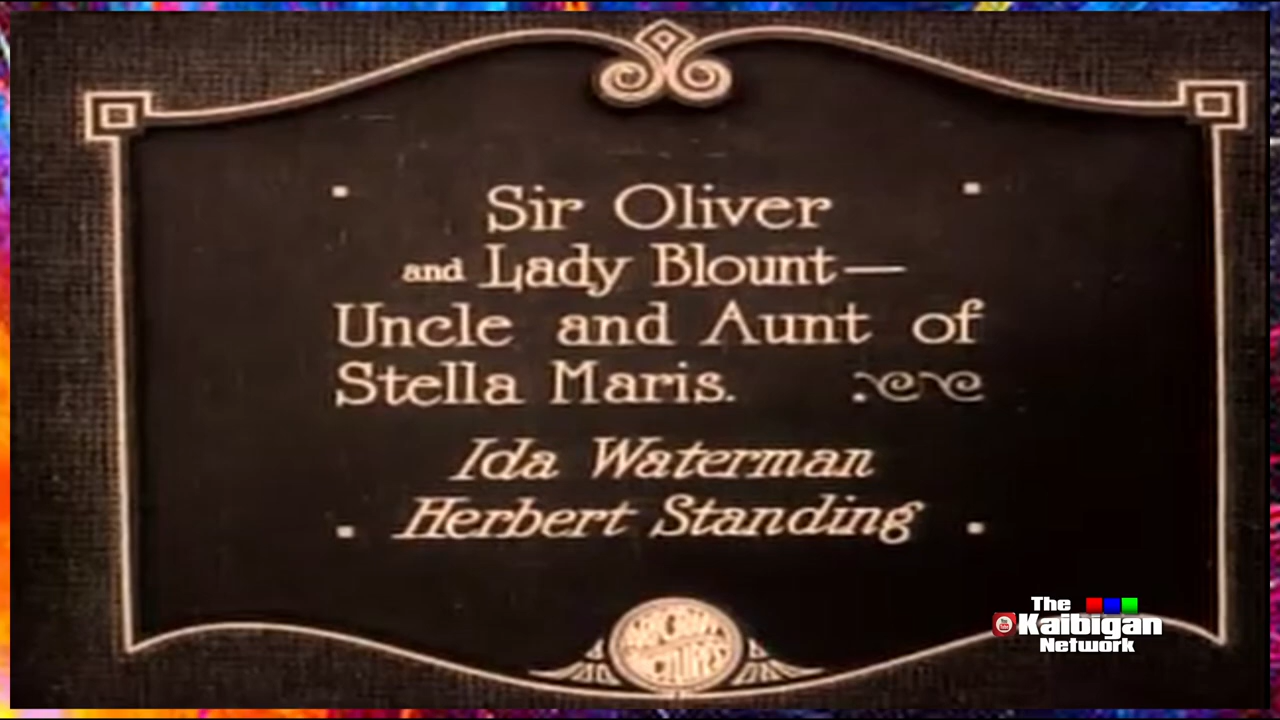 Sir Oliver
and Lady Blount—
Uncle and Aunt of
Stella Maris.
Ida Waterman
Herbert Standing
The
Kaibigan
Network